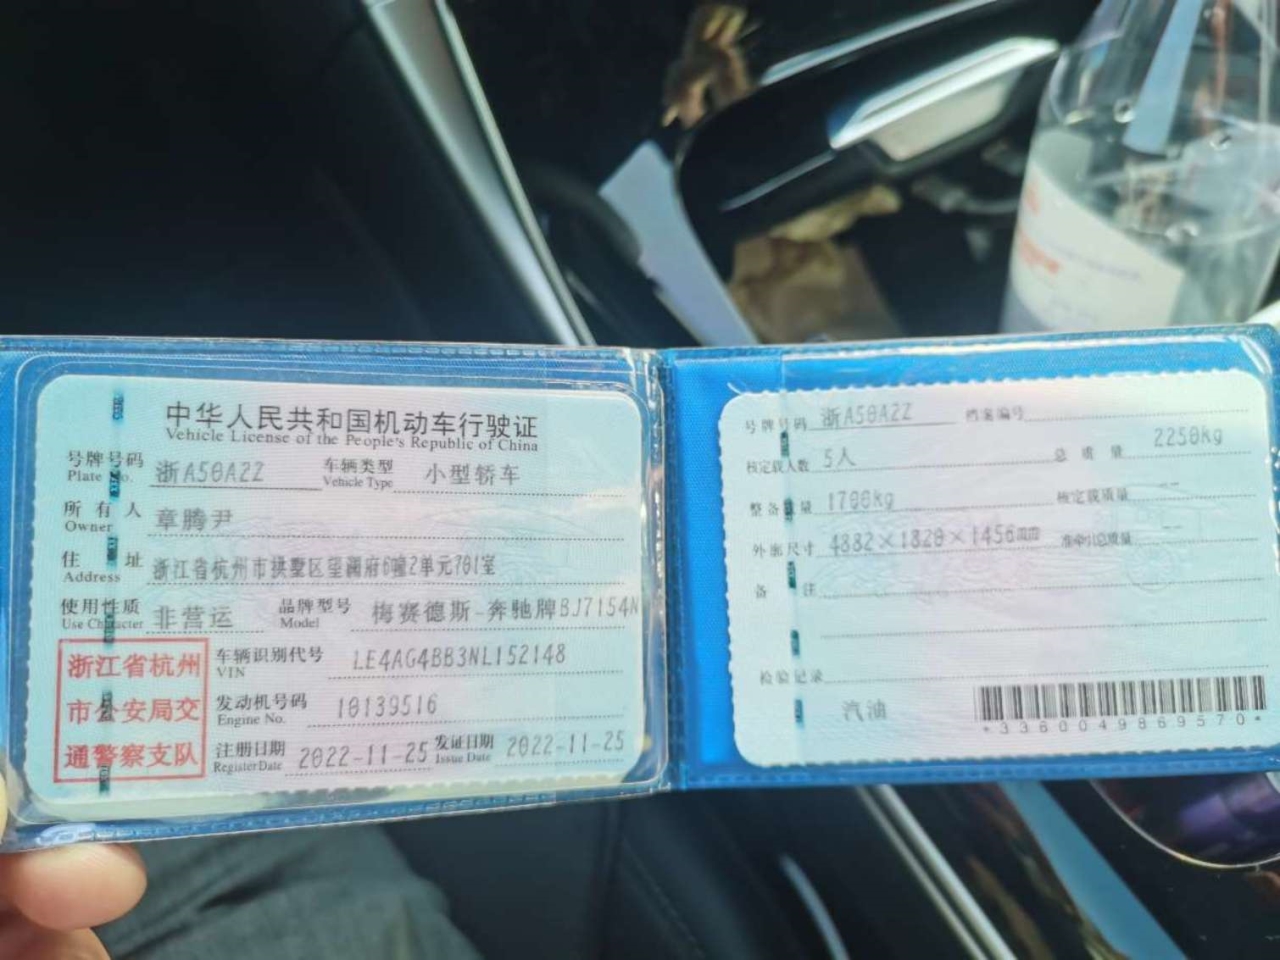 中华人民共和国机动车行驶证
Vehicle License of the People's Republic of China
号牌号码 浙A50A2Z 车辆类型 小型轿车
Plate No. Vehicle Type
所有人 章腾尹
Owner
住址 浙江省杭州市拱墅区望澜府6幢2单元701室
Address
使用性质 非营运 品牌型号 梅赛德斯-奔驰牌BJ7154N
Use Character Model
浙江省杭州
市公安局交
通警察支队
车辆识别代号 LE4AG4BB3NL152148
VIN
发动机号码 10139516
Engine No.
注册日期 2022-11-25 发证日期 2022-11-25
Register Date Issue Date
号牌号码 浙A50A2Z 档案编号
核定载人数 5人 总质量 2250kg
整备质量 1700kg 核定载质量 --
外廓尺寸 4882×1820×1456mm 准牵引总质量 --
备注
检验记录
汽油
*3360049869570*